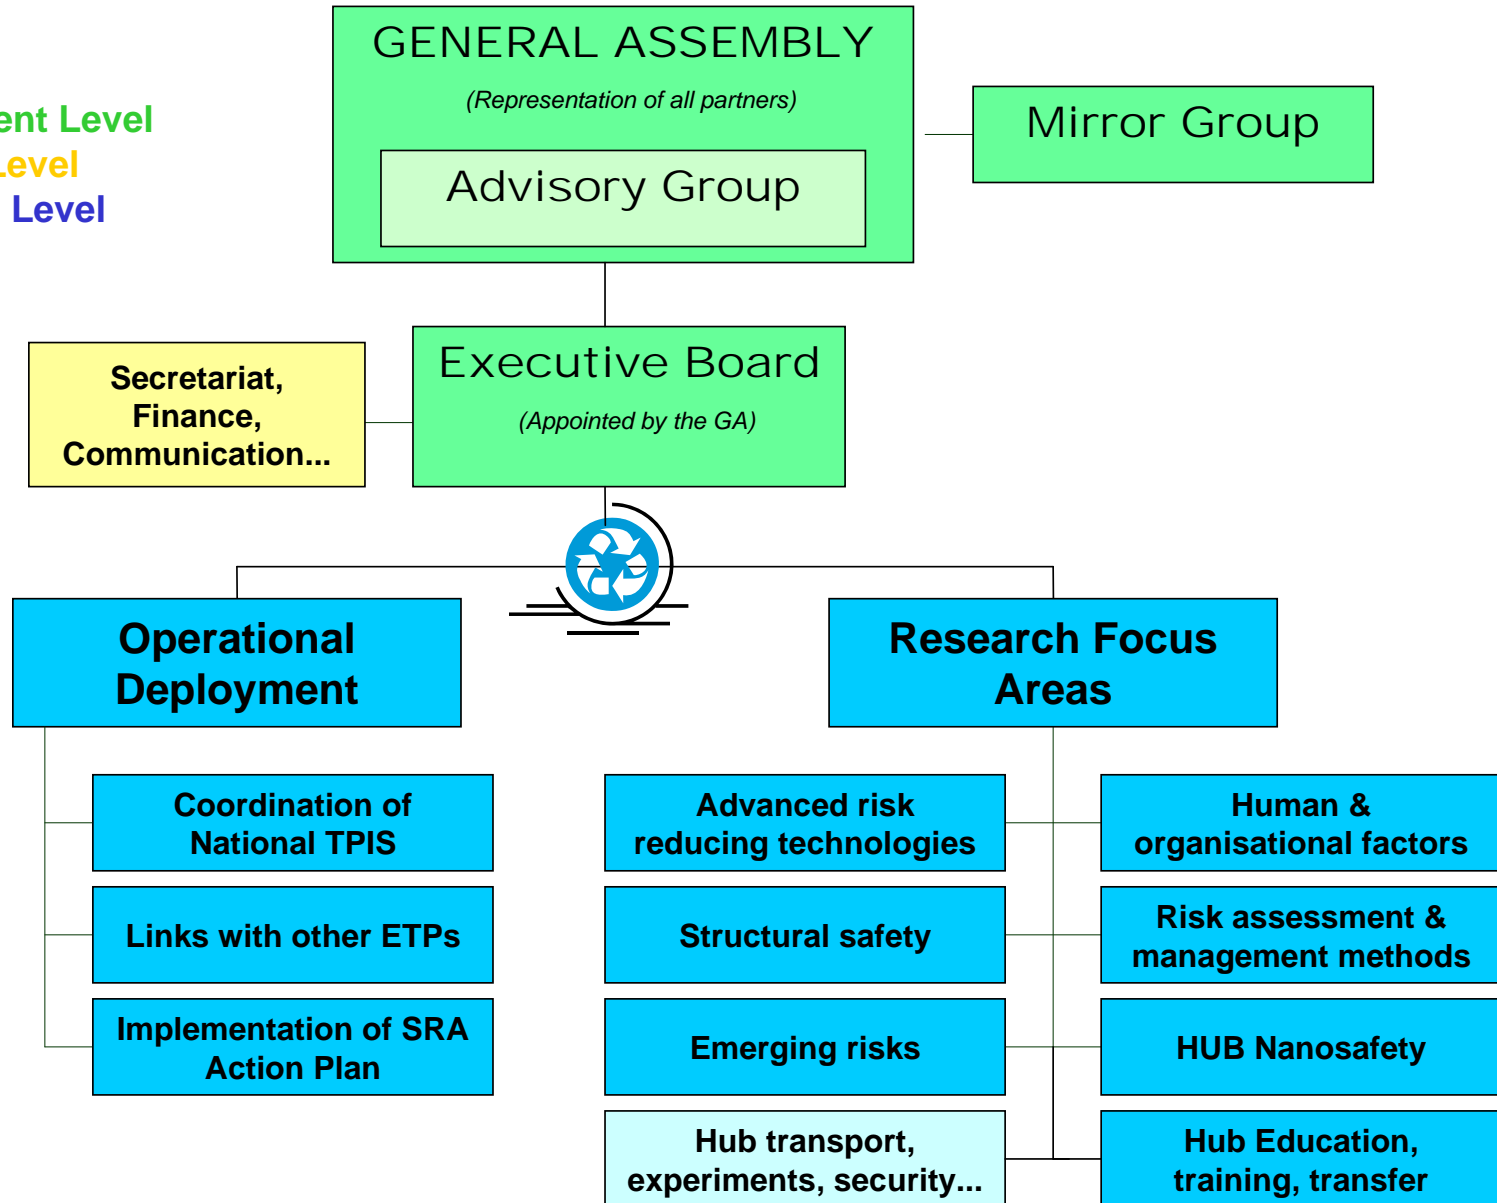 GENERAL ASSEMBLY
(Representation of all partners)
Advisory Group
Mirror Group
ent Level
Level
Level
Executive Board
(Appointed by the GA)
Secretariat,
Finance,
Communication...
Operational
Deployment
Research Focus
Areas
Coordination of
National TPIS
Links with other ETPs
Implementation of SRA
Action Plan
Advanced risk
reducing technologies
Human &
organisational factors
Structural safety
Risk assessment &
management methods
Emerging risks
HUB Nanosafety
Hub transport,
experiments, security...
Hub Education,
training, transfer